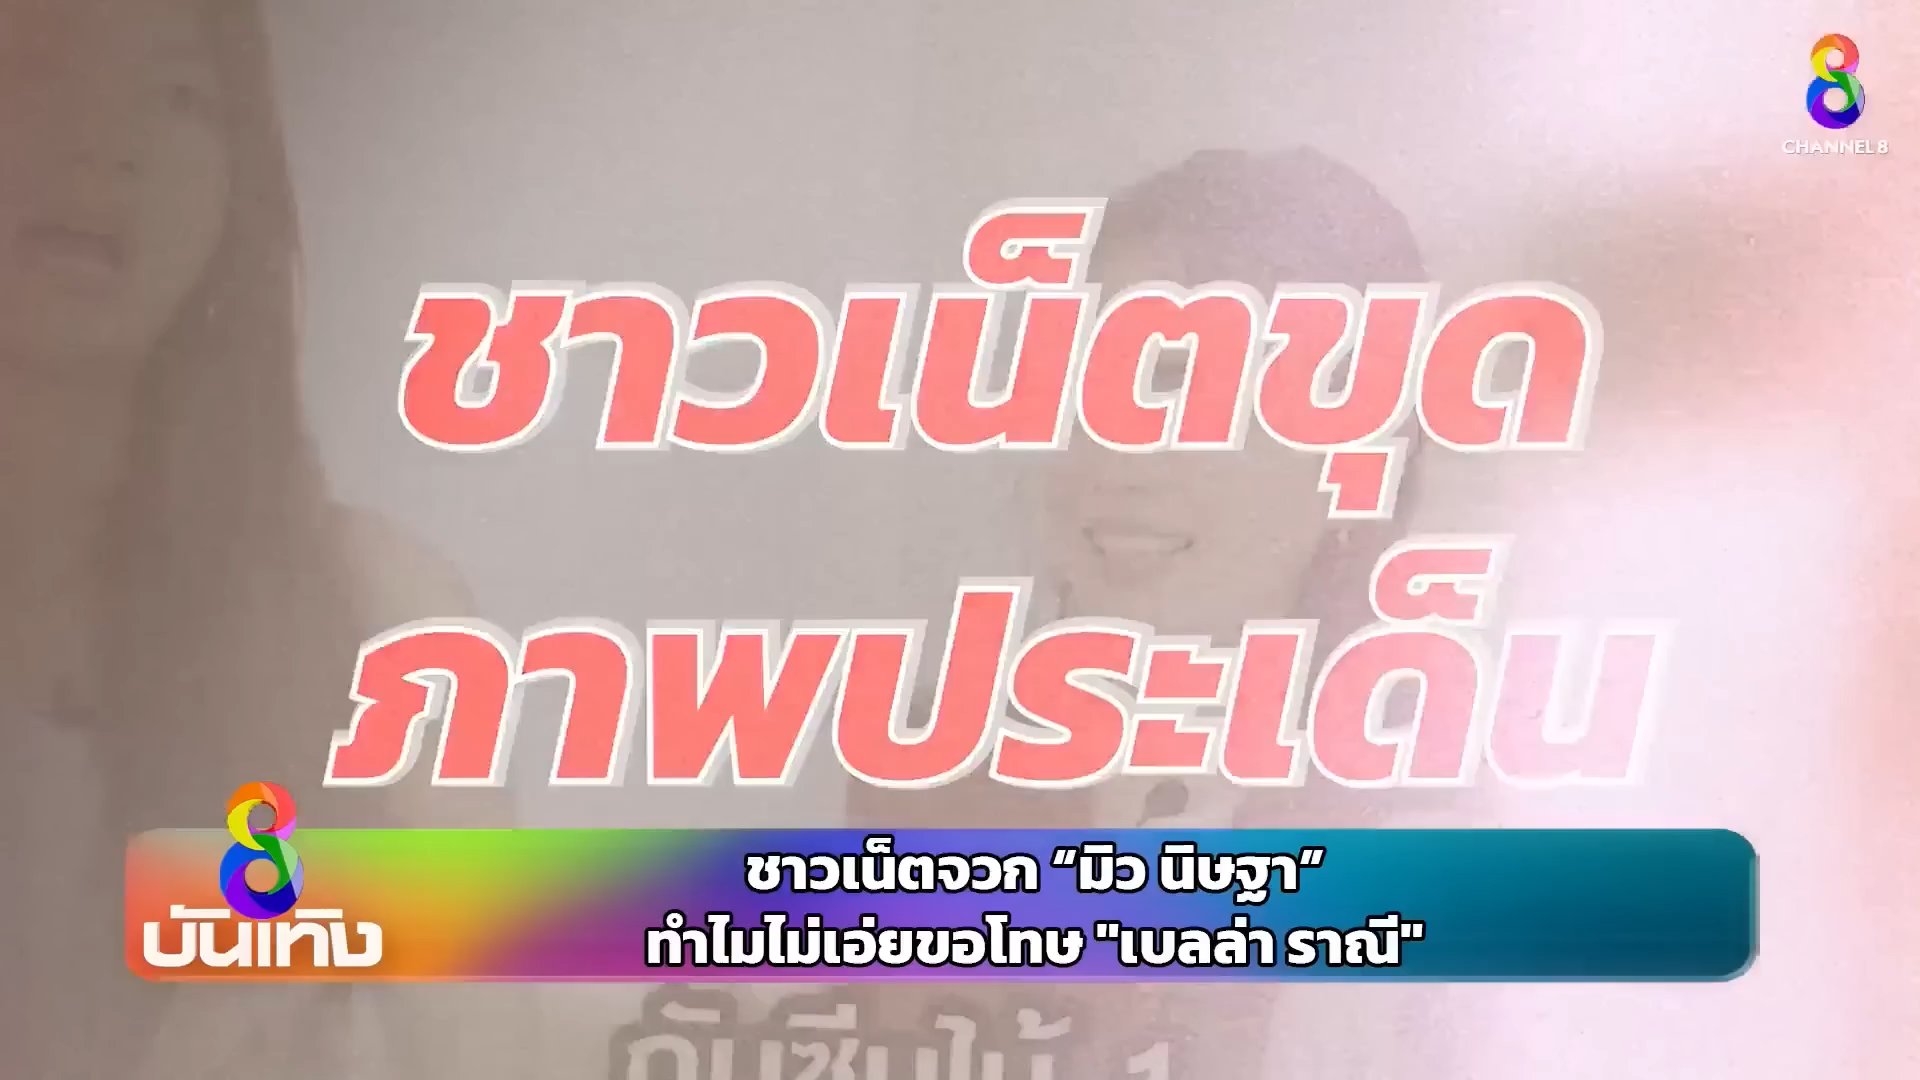 CHANNEL 8
ชาวเน็ตขุด
ภาพประเด็น
บันเทิง
ชาวเน็ตจวก “มิว นิษฐา”
ทำไมไม่เอ่ยขอโทษ "เบลล่า ราณี"